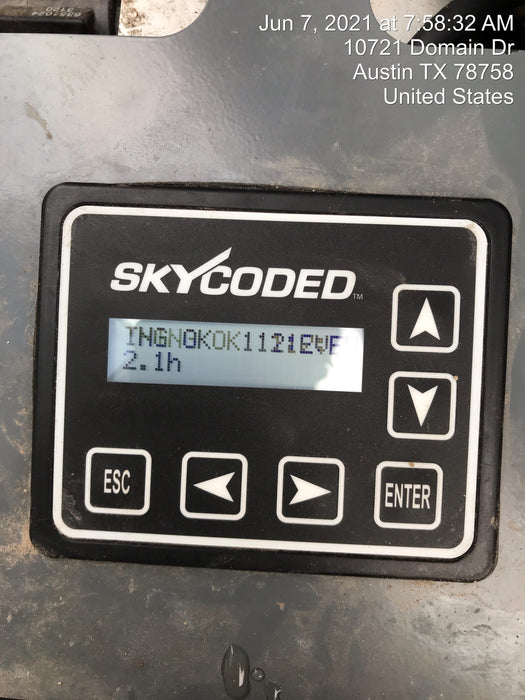 Jun 7, 2021 at 7:58:32 AM
10721 Domain Dr
Austin TX 78758
United States
SKYCODED™
2.1h
ESC
ENTER